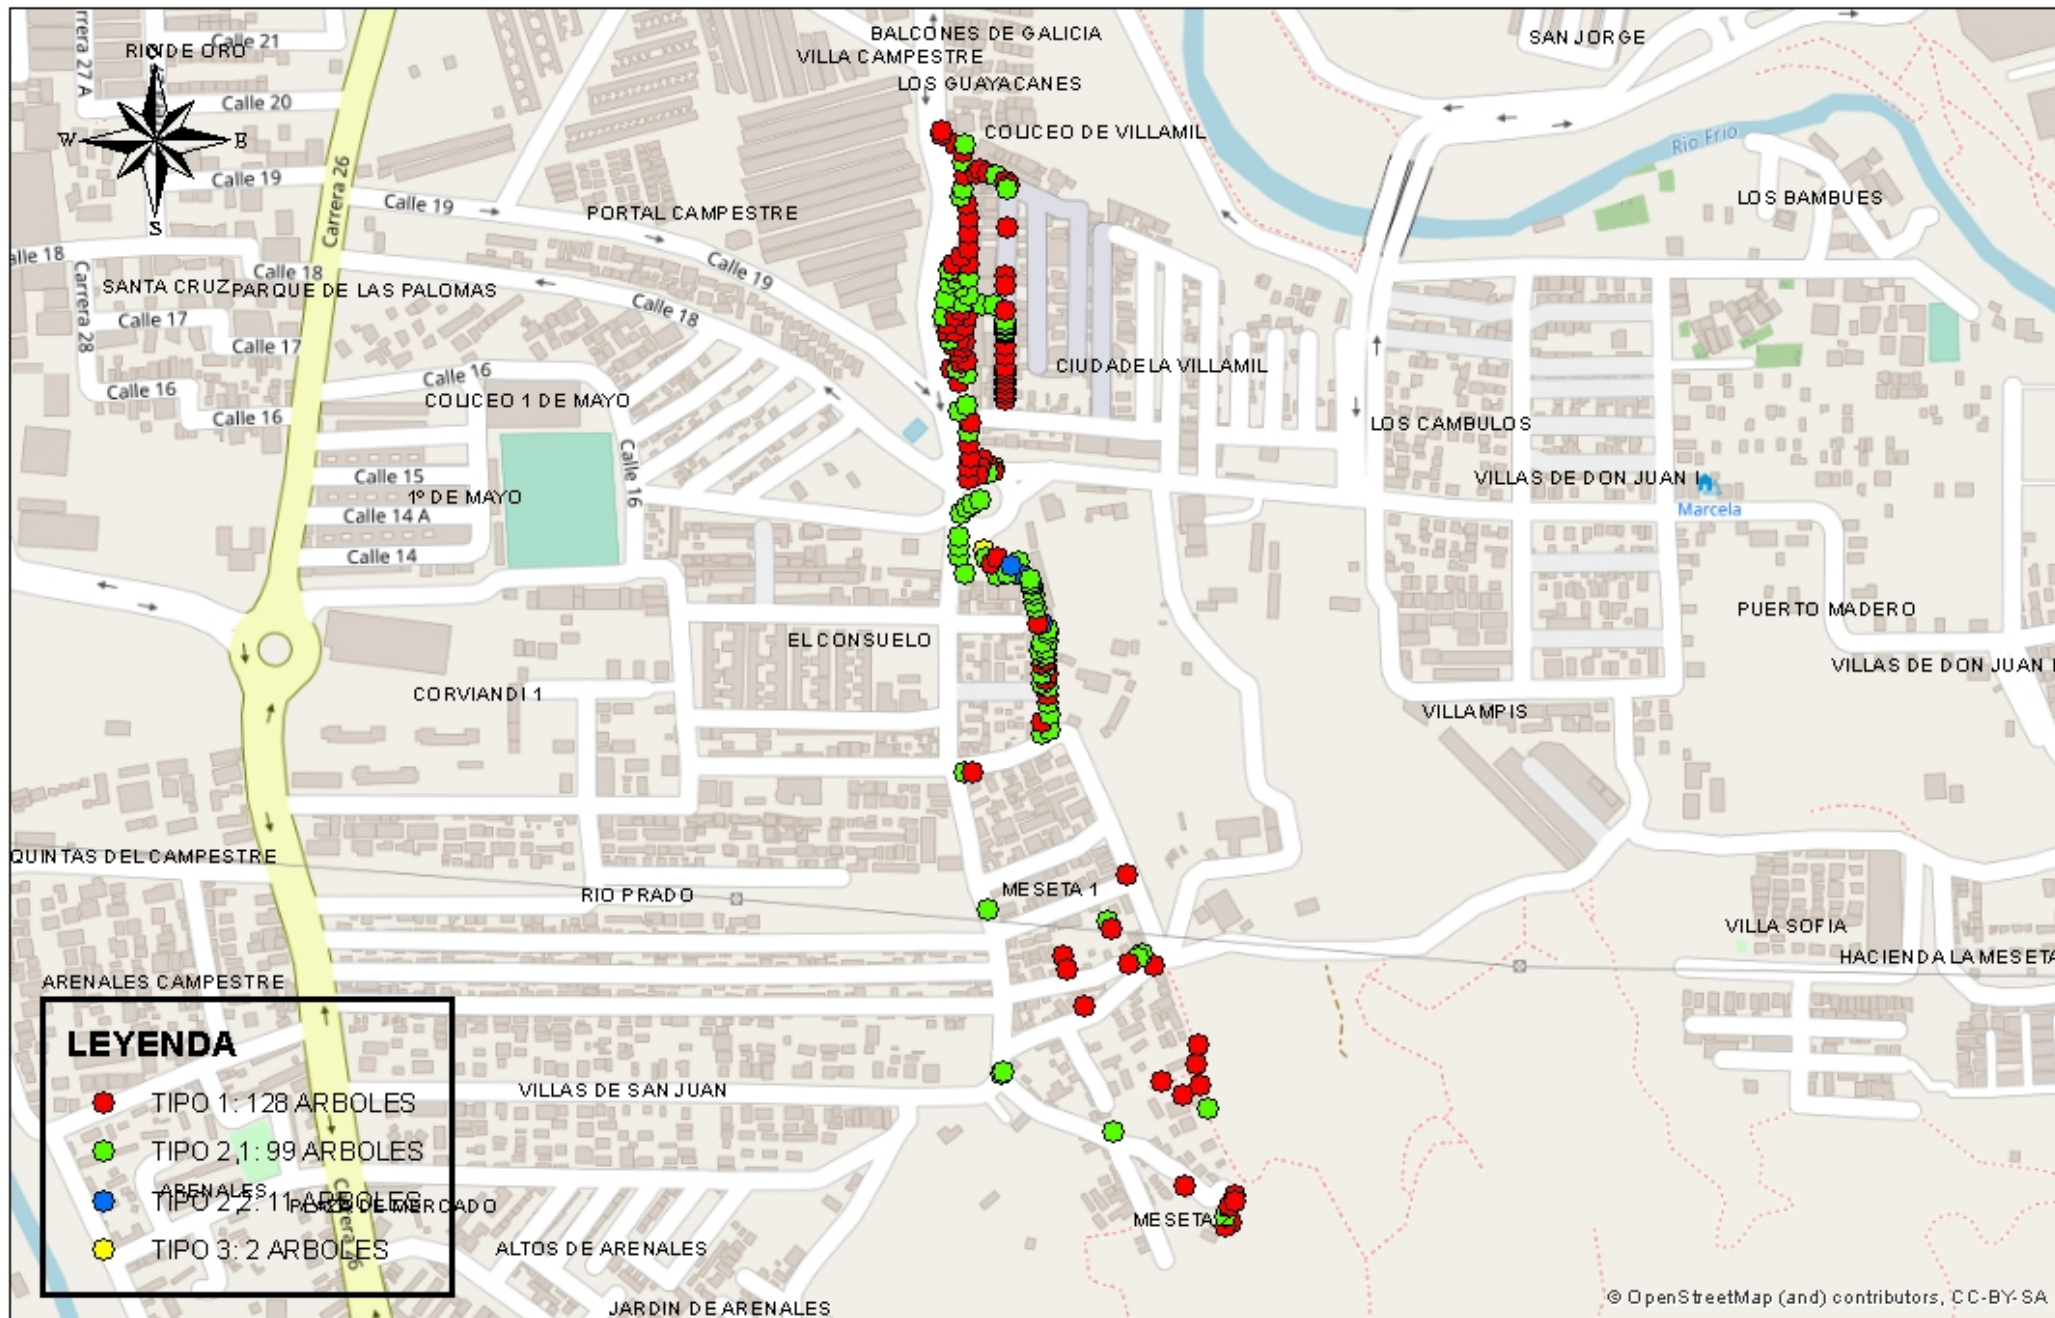 BALCONES DE GALICIA
Calle 21
RIO DE ORO
SAN JORGE
VILLA CAMPESTRE
LOS GUAYACANES
Calle 20
COLICEO DE VILLAMIL
Rio Frio
W
E
S
Calle 19
Carrera 26
Calle 19
LOS BAMBUES
PORTAL CAMPESTRE
alle 18
Calle 18
Calle 19
SANTA CRUZ
PARQUE DE LAS PALOMAS
Carrera 28
Calle 17
Calle 18
Calle 17
CIUDADELA VILLAMIL
Calle 16
Calle 16
COLICEO 1 DE MAYO
Calle 16
LOS CAMBULOS
Calle 15
Calle 16
VILLAS DE DON JUAN I
1º DE MAYO
Marcela
Calle 14 A
Calle 14
PUERTO MADERO
EL CONSUELO
VILLAS DE DON JUAN I
CORVIANDI 1
VILLAMPIS
QUINTAS DEL CAMPESTRE
MESETA 1
RIO PRADO
VILLA SOFIA
HACIENDA LA MESETA
ARENALES CAMPESTRE
LEYENDA
VILLAS DE SAN JUAN
TIPO 1: 128 ARBOLES
TIPO 2,1: 99 ARBOLES
ARENALES
TIPO 2,2: 11 ARBOLES
MERCADO
MESETA
TIPO 3: 2 ARBOLES
ALTOS DE ARENALES
© OpenStreetMap (and) contributors, CC-BY-SA
JARDIN DE ARENALES